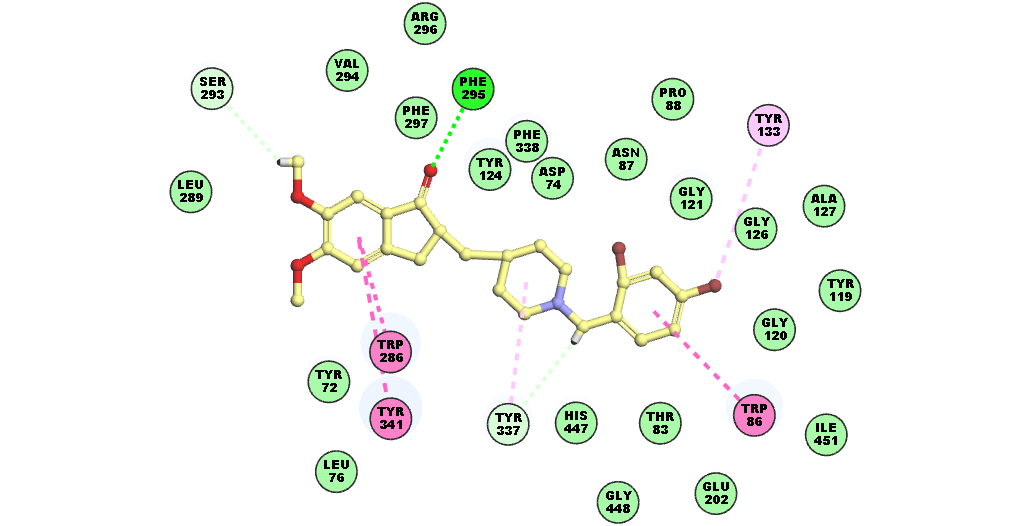 ARG
296
VAL
294
SER
293
PHE
295
PRO
88
PHE
297
TYR
133
PHE
338
ASN
87
TYR
124
ASP
74
LEU
289
GLY
121
ALA
127
GLY
126
TYR
119
GLY
120
TRP
286
TYR
72
TYR
341
TRP
86
TYR
337
HIS
447
THR
83
ILE
451
LEU
76
GLU
202
GLY
448